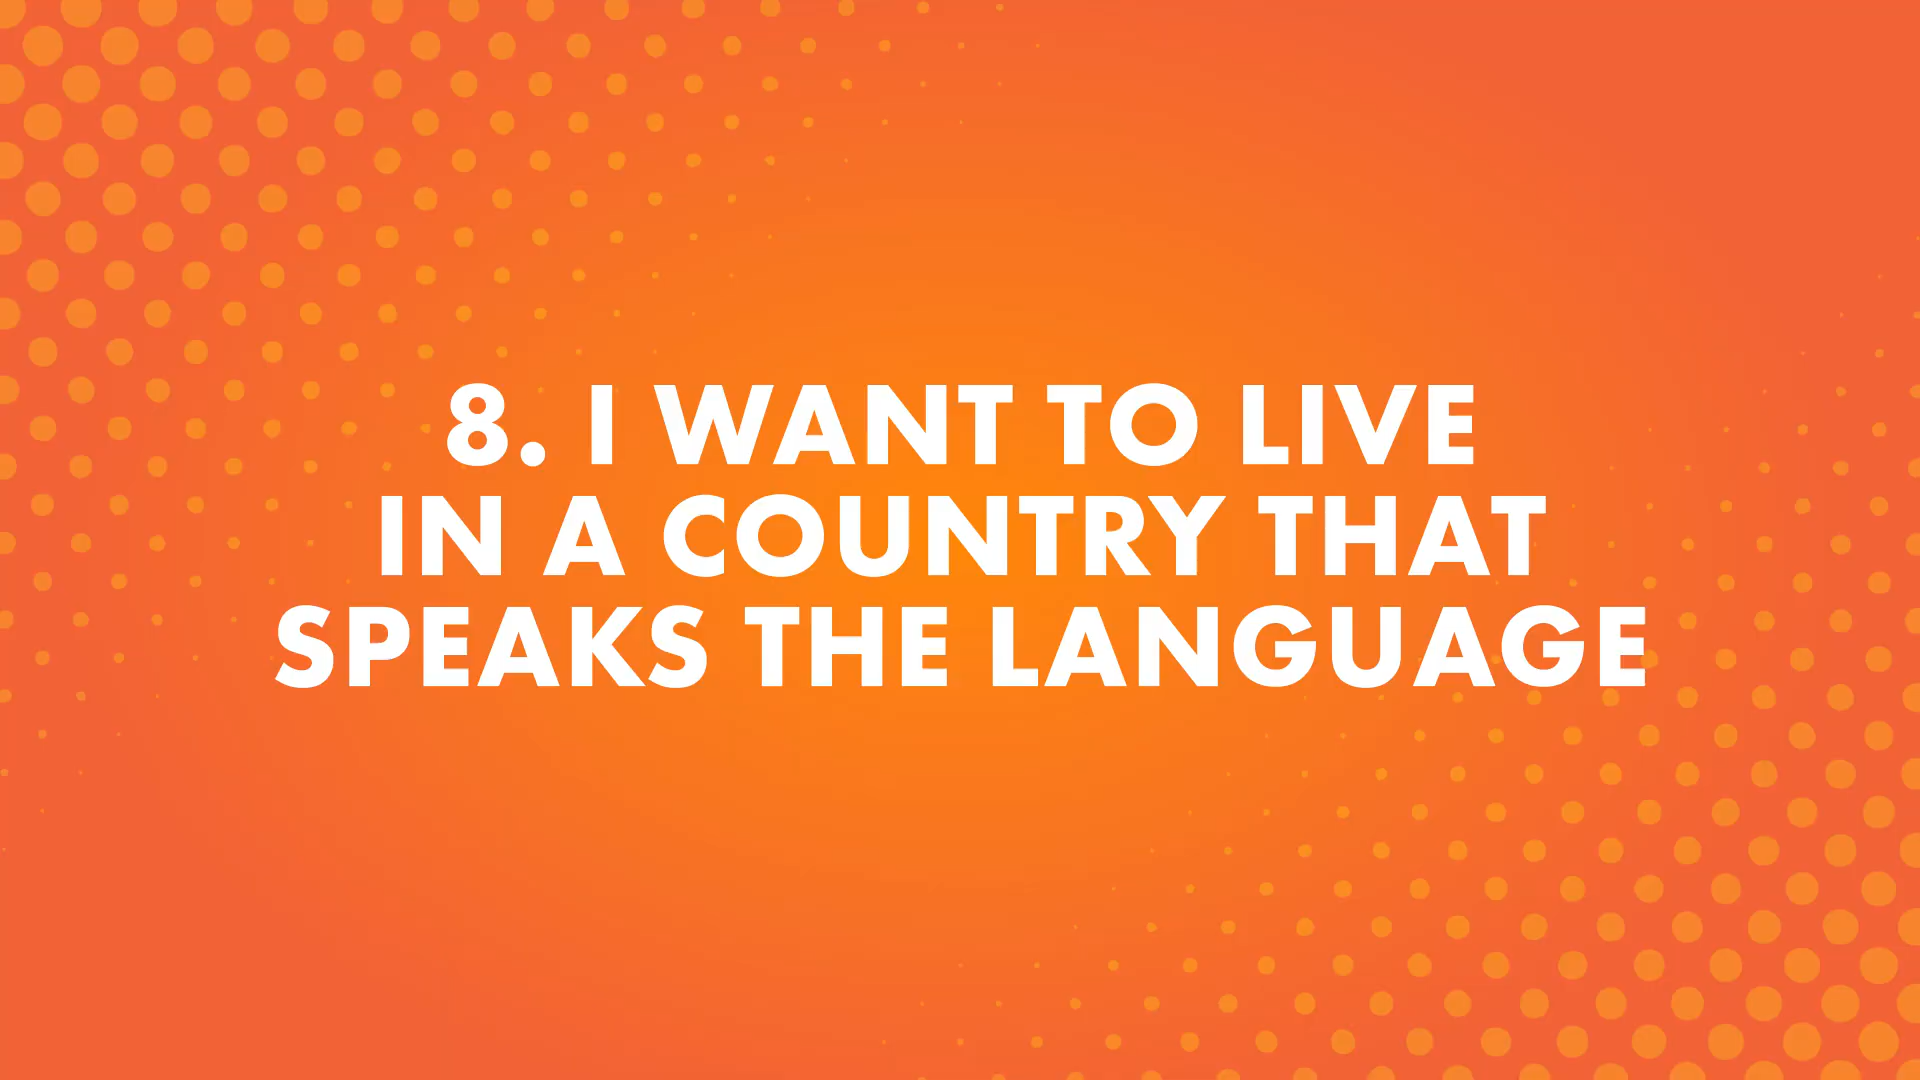 8. I WANT TO LIVE
IN A COUNTRY THAT
SPEAKS THE LANGUAGE